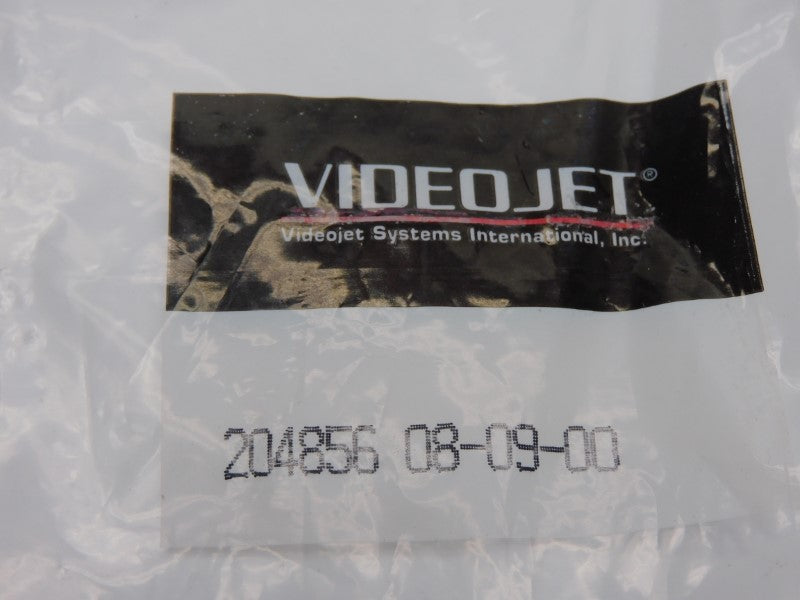 VIDEOJET®
Videojet Systems International, Inc.
204856 08-09-00